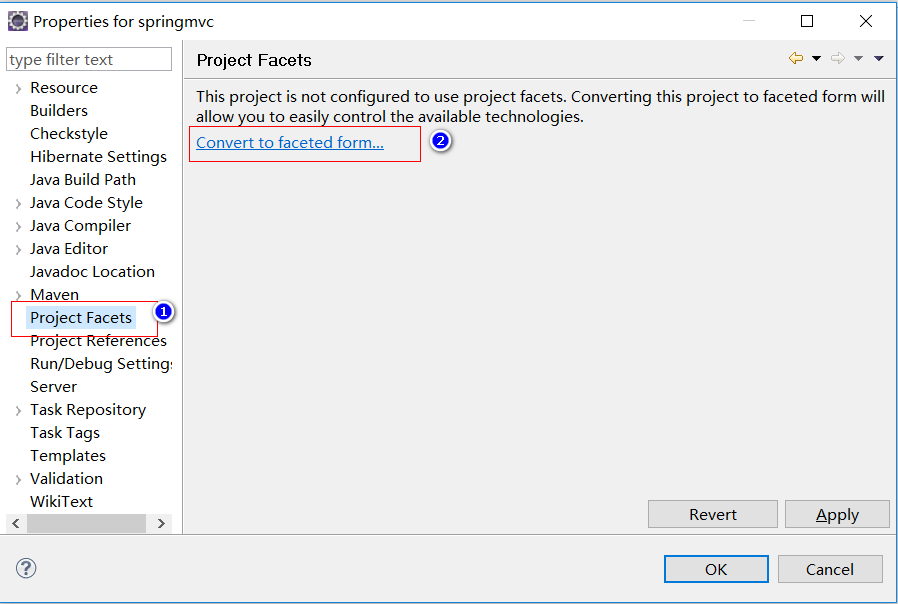 Properties for springmvc
type filter text
Resource
Builders
Checkstyle
Hibernate Settings
Java Build Path
Java Code Style
Java Compiler
Java Editor
Javadoc Location
Maven
Project Facets
1
Project References
Run/Debug Settings
Server
Task Repository
Task Tags
Templates
Validation
WikiText
Project Facets
This project is not configured to use project facets. Converting this project to faceted form will
allow you to easily control the available technologies.
Convert to faceted form...
2
Revert
Apply
?
OK
Cancel